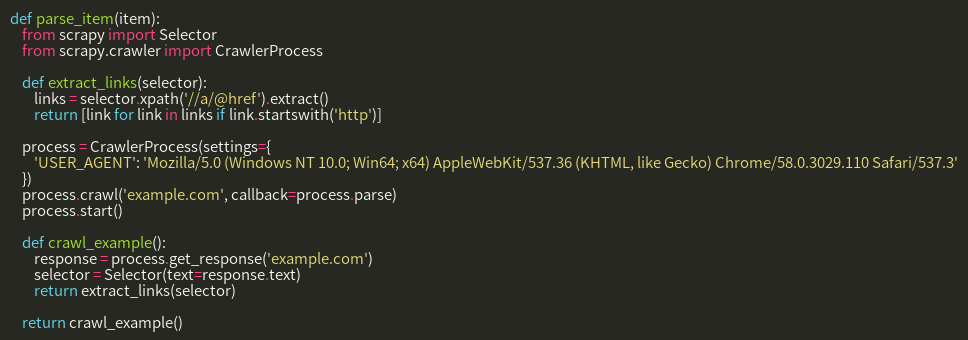 def parse_item(item):
from scrapy import Selector
from scrapy.crawler import CrawlerProcess
def extract_links(selector):
links = selector.xpath('//a/@href').extract()
return [link for link in links if link.startswith('http')]
process = CrawlerProcess(settings={
'USER_AGENT': 'Mozilla/5.0 (Windows NT 10.0; Win64; x64) AppleWebKit/537.36 (KHTML, like Gecko) Chrome/58.0.3029.110 Safari/537.3'
})
process.crawl('example.com', callback=process.parse)
process.start()
def crawl_example():
response = process.get_response('example.com')
selector = Selector(text=response.text)
return extract_links(selector)
return crawl_example()